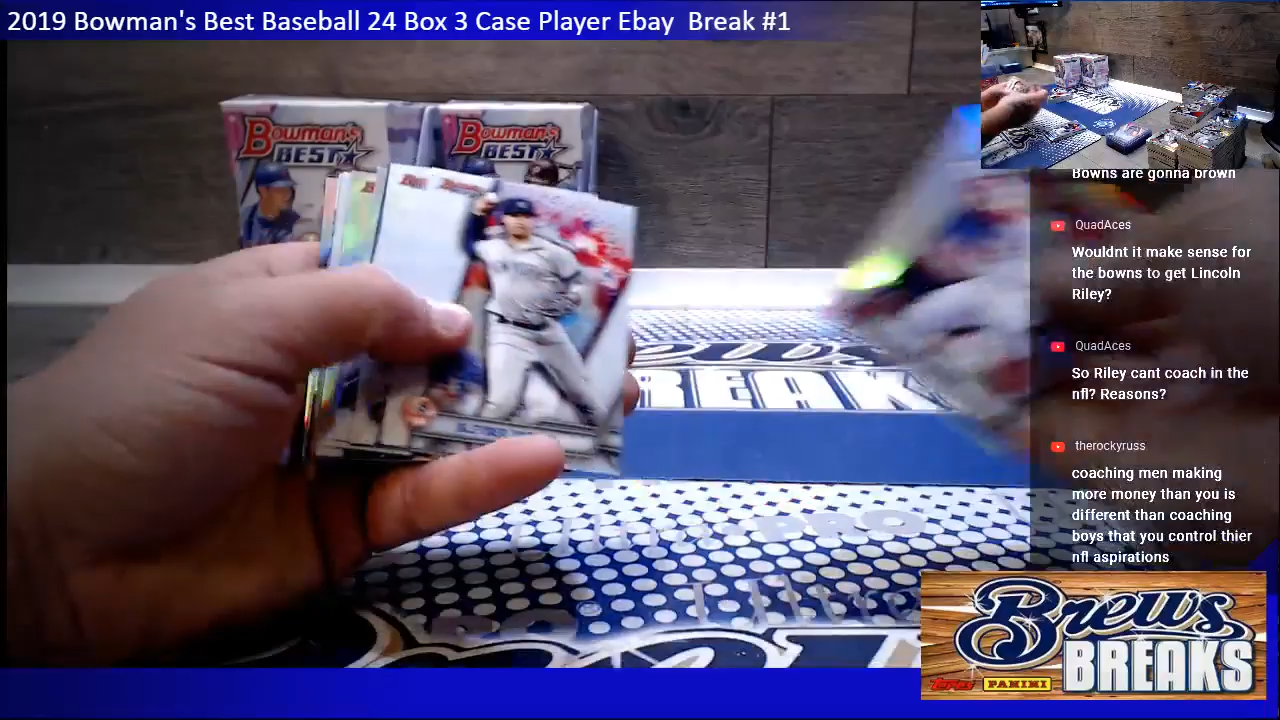 2019 Bowman's Best Baseball 24 Box 3 Case Player Ebay Break #1
Bowman's
BEST
Bowman's
BEST
BREAKS
PRO
Bowns are gonna brown
QuadAces
Wouldnt it make sense for
the bowns to get Lincoln
Riley?
QuadAces
So Riley cant coach in the
nfl? Reasons?
therockyruss
coaching men making
more money than you is
different than coaching
boys that you control thier
nfl aspirations
Brews
BREAKS
Topps
PANINI